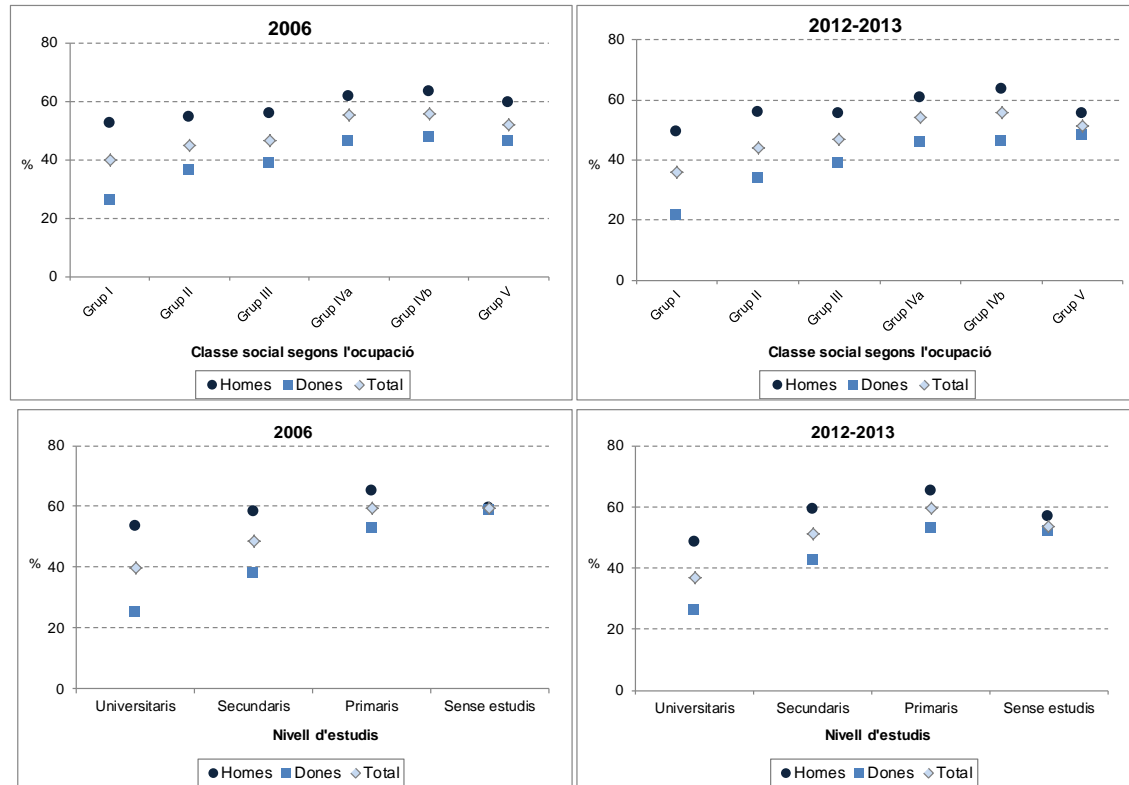 2006
80
60
40
%
20
0
Grup I
Grup II
Grup III
Grup IVa
Grup IVb
Grup V
Classe social segons l'ocupació
Homes Dones Total
2012-2013
80
60
40
%
20
0
Grup I
Grup II
Grup III
Grup IVa
Grup IVb
Grup V
Classe social segons l'ocupació
Homes Dones Total
2006
80
60
%
40
20
0
Universitaris Secundaris Primaris Sense estudis
Nivell d'estudis
Homes Dones Total
2012-2013
80
60
%
40
20
0
Universitaris Secundaris Primaris Sense estudis
Nivell d'estudis
Homes Dones Total